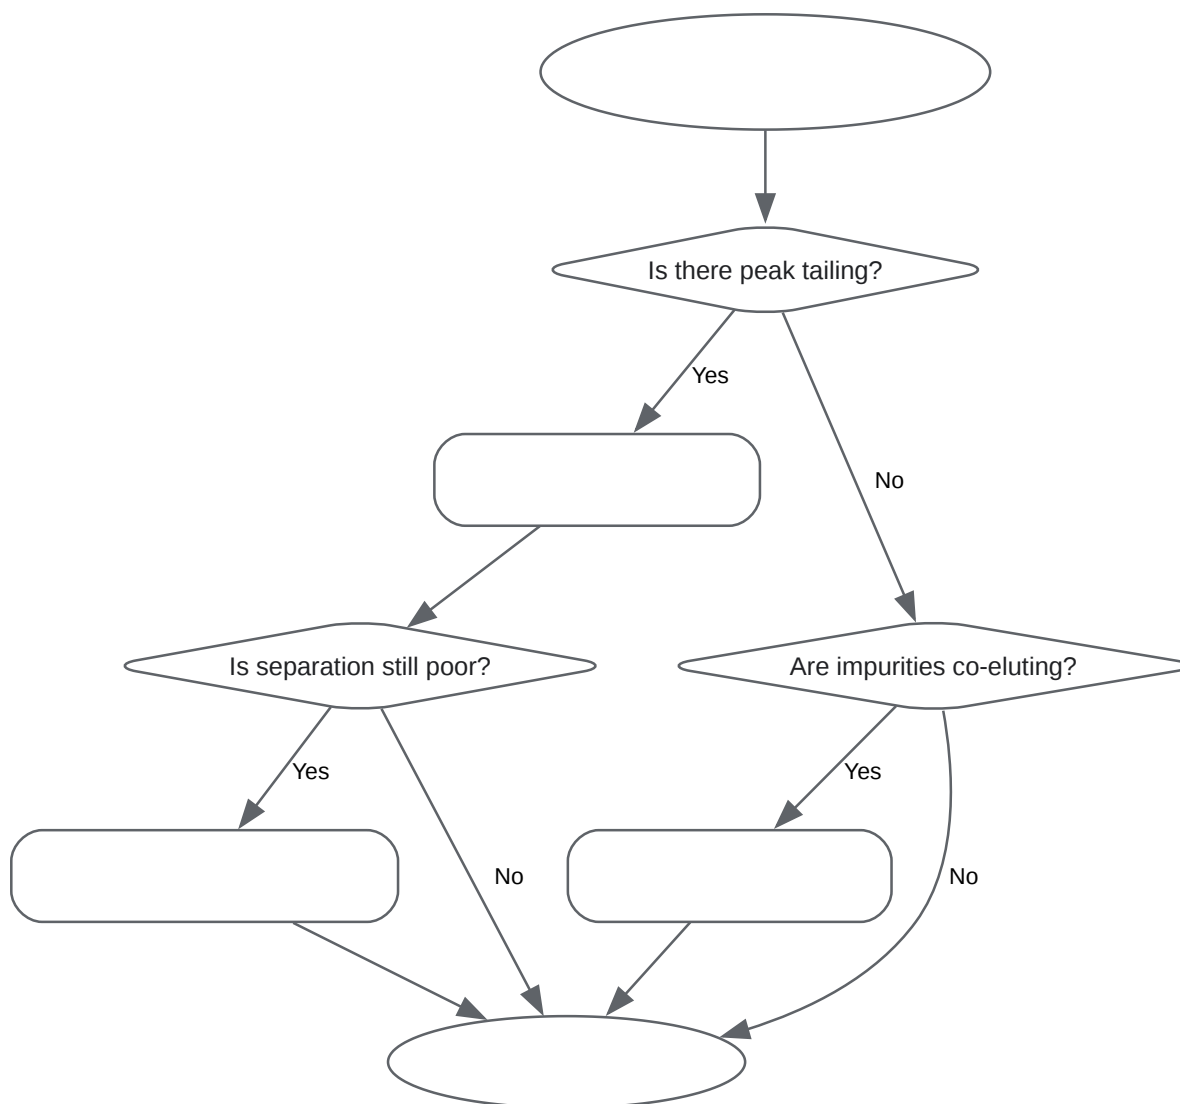 Is there peak tailing?
Yes
No
Is separation still poor?
Are impurities co-eluting?
Yes
Yes
No
No